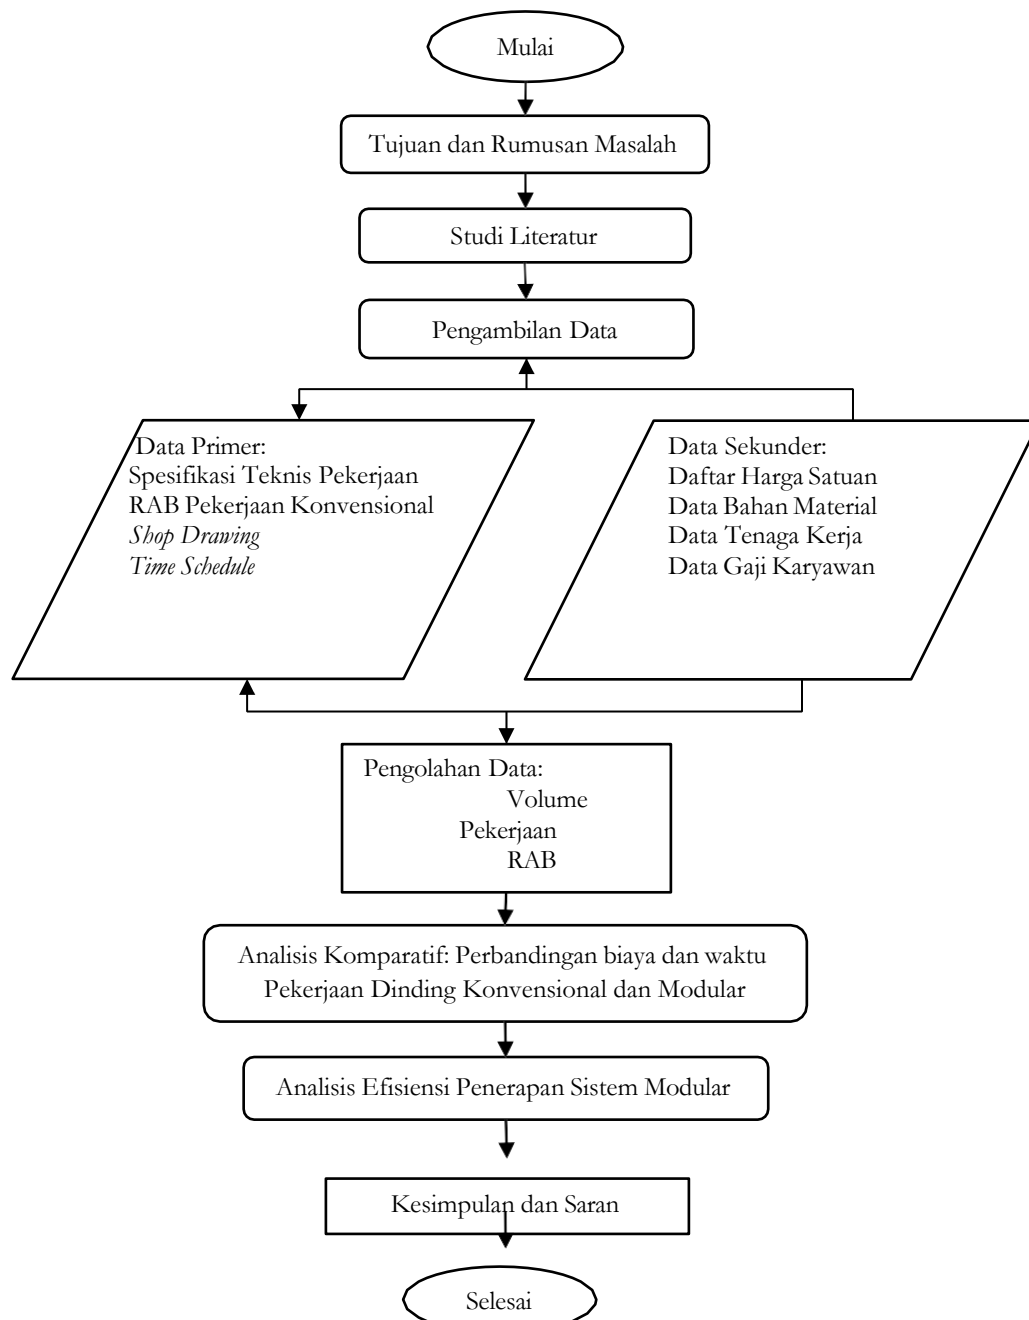 Mulai
Tujuan dan Rumusan Masalah
Studi Literatur
Pengambilan Data
Data Primer:
Spesifikasi Teknis Pekerjaan
RAB Pekerjaan Konvensional
Shop Drawing
Time Schedule
Data Sekunder:
Daftar Harga Satuan
Data Bahan Material
Data Tenaga Kerja
Data Gaji Karyawan
Pengolahan Data:
Volume
Pekerjaan
RAB
Analisis Komparatif: Perbandingan biaya dan waktu
Pekerjaan Dinding Konvensional dan Modular
Analisis Efisiensi Penerapan Sistem Modular
Kesimpulan dan Saran
Selesai